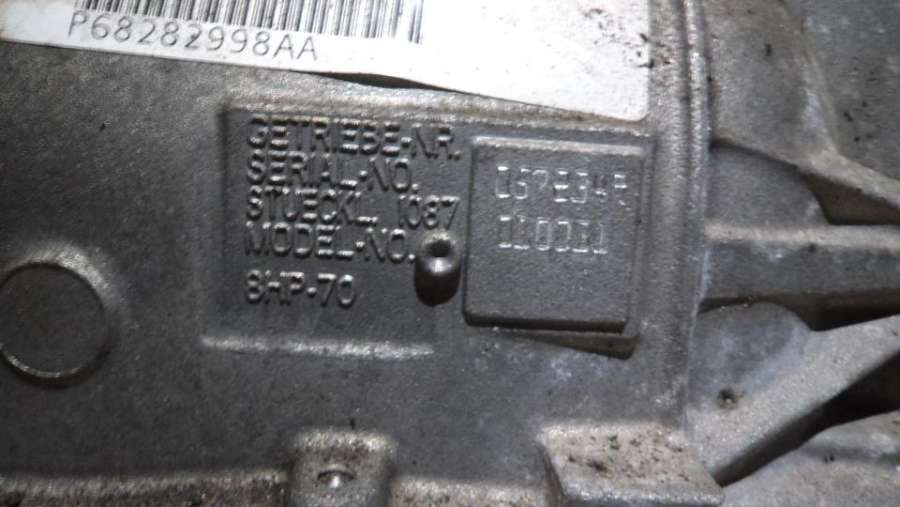 P68282998AA
GETRIEBE-NR.
SERIAL-NO.
STUECKL. 1087
MODEL-NO.
8HP-70